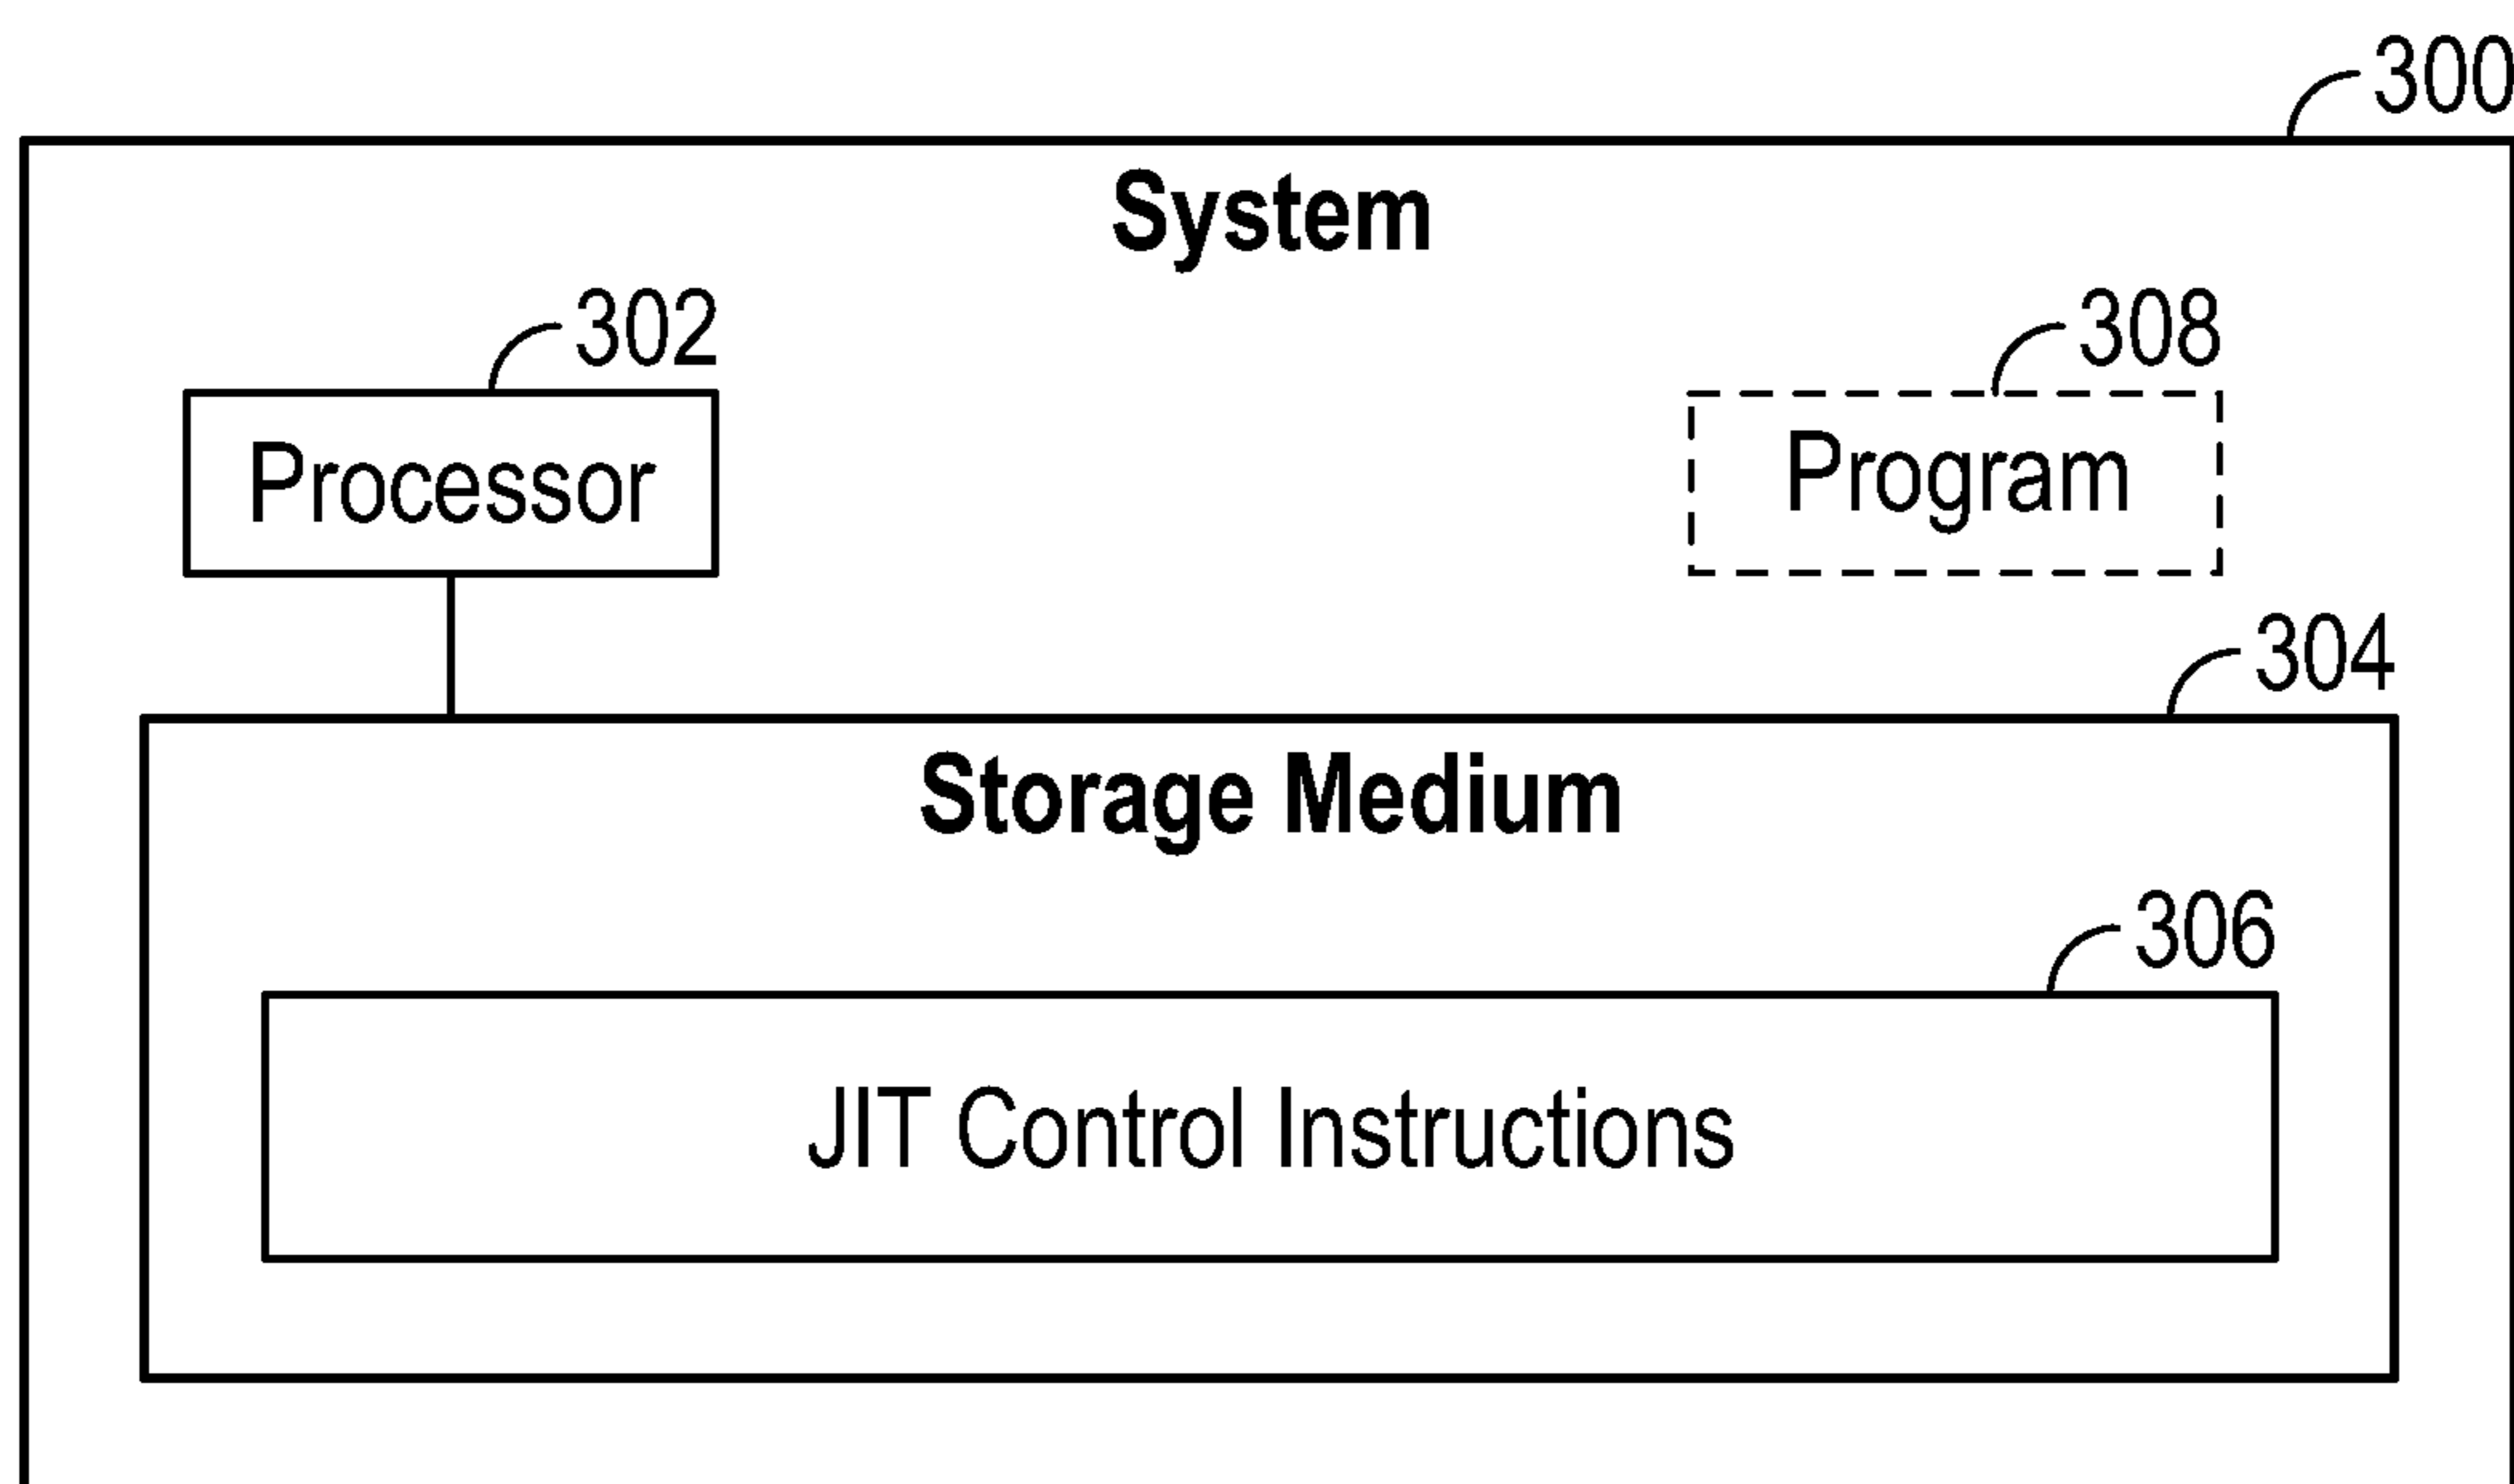 300
System
302
308
Processor
Program
304
Storage Medium
306
JIT Control Instructions